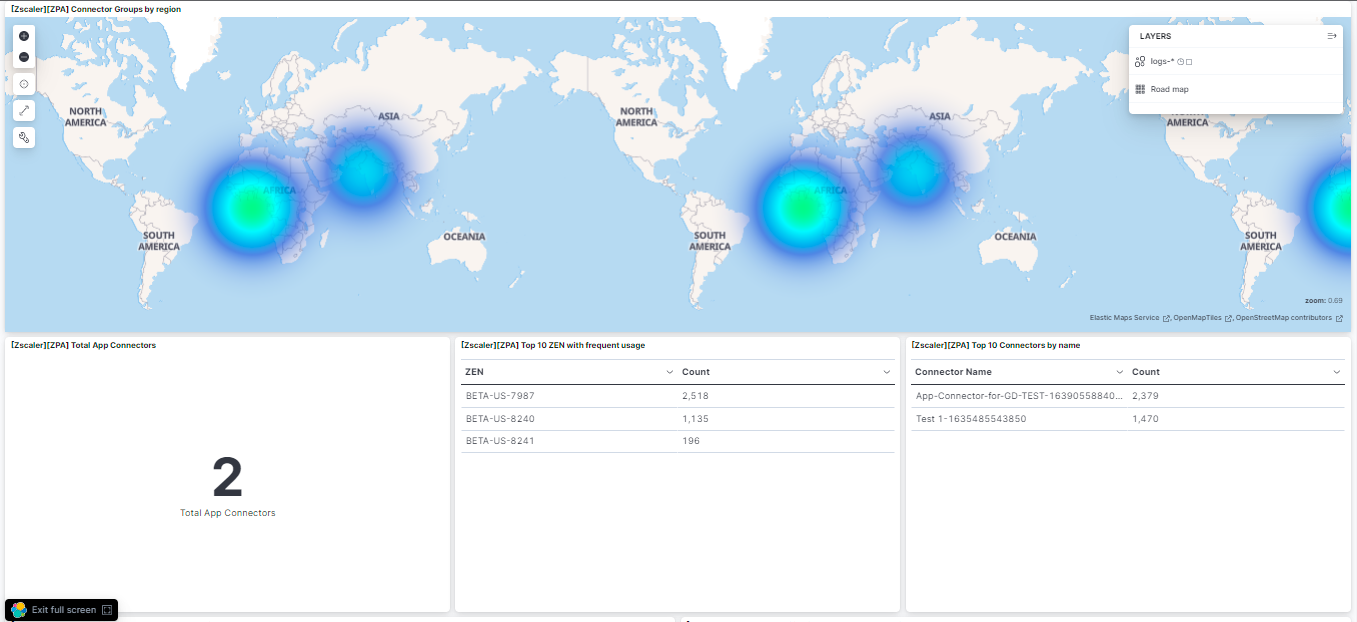 [Zscaler][ZPA] Connector Groups by region
LAYERS
logs-*
Road map
NORTH AMERICA
ASIA
AFRICA
SOUTH AMERICA
OCEANIA
NORTH AMERICA
ASIA
AFRICA
SOUTH AMERICA
OCEANIA
NORTH AMERICA
SOUTH AMERICA
zoom: 0.69
Elastic Maps Service , OpenMapTiles , OpenStreetMap contributors
[Zscaler][ZPA] Total App Connectors
2
Total App Connectors
[Zscaler][ZPA] Top 10 ZEN with frequent usage
ZEN Count
BETA-US-7987 2,518
BETA-US-8240 1,135
BETA-US-8241 196
[Zscaler][ZPA] Top 10 Connectors by name
Connector Name Count
App-Connector-for-GD-TEST-16390558840... 2,379
Test 1-1635485543850 1,470
Exit full screen